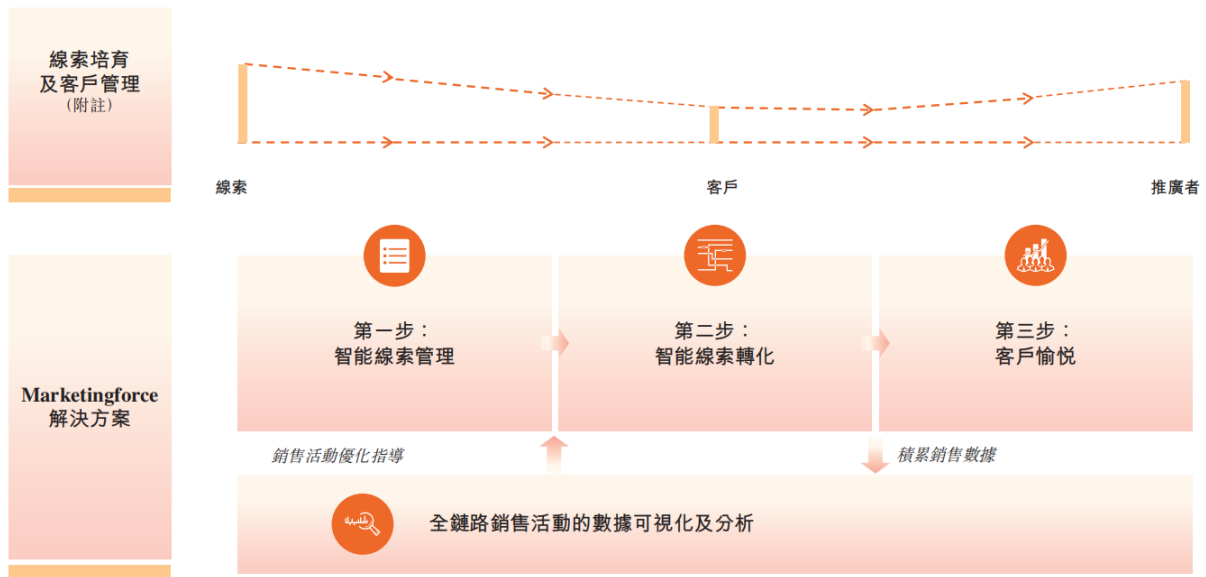 線索培育
及客戶管理
(附註)
線索
客戶
推廣者
Marketingforce
解決方案
第一步：
智能線索管理
第二步：
智能線索轉化
第三步：
客戶愉悦
銷售活動優化指導
積累銷售數據
全鏈路銷售活動的數據可視化及分析